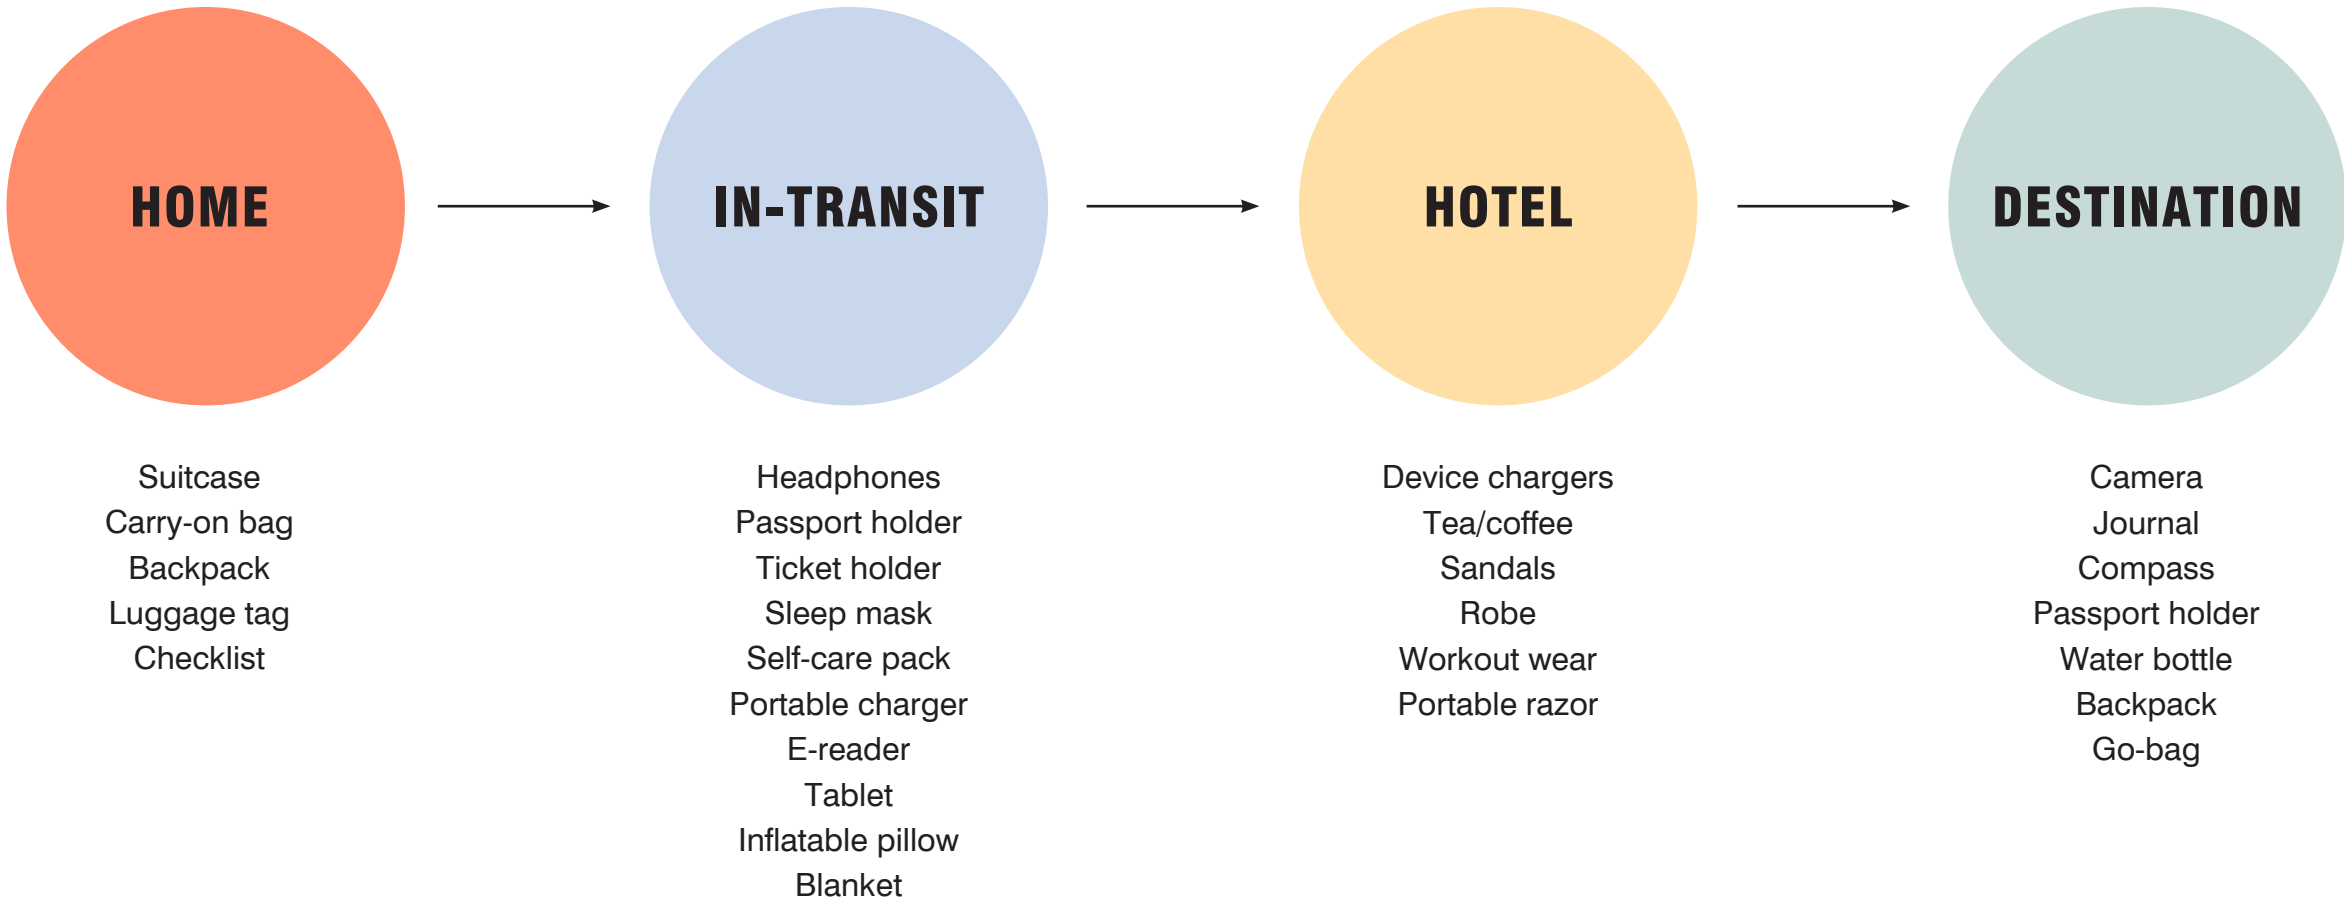 HOME
Suitcase
Carry-on bag
Backpack
Luggage tag
Checklist
IN-TRANSIT
Headphones
Passport holder
Ticket holder
Sleep mask
Self-care pack
Portable charger
E-reader
Tablet
Inflatable pillow
Blanket
HOTEL
Device chargers
Tea/coffee
Sandals
Robe
Workout wear
Portable razor
DESTINATION
Camera
Journal
Compass
Passport holder
Water bottle
Backpack
Go-bag